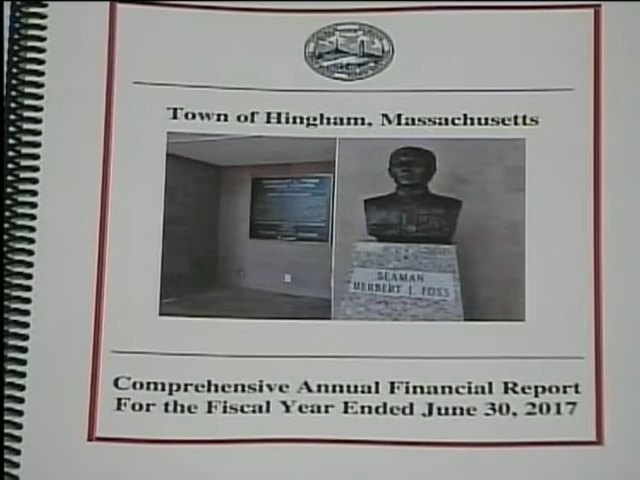 Town of Hingham, Massachusetts
SEAMAN
HERBERT L. FOSS
Comprehensive Annual Financial Report
For the Fiscal Year Ended June 30, 2017